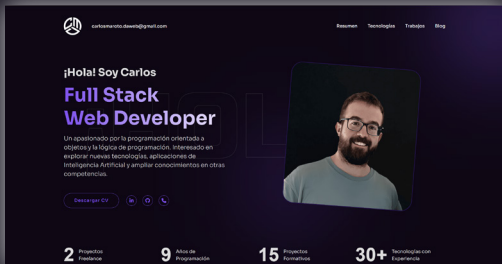 carlosmaroto.daweb@gmail.com
Resumen Tecnologías Trabajos Blog
¡Hola! Soy Carlos
Full Stack
Web Developer
Un apasionado por la programación orientada a
objetos y la lógica de programación. Interesado en
explorar nuevas tecnologías, aplicaciones de
Inteligencia Artificial y ampliar conocimientos en otras
competencias.
Descargar CV
2 Proyectos
Freelance
9 Años de
Programación
15 Proyectos
Formativos
30+ Tecnologías con
Experiencia